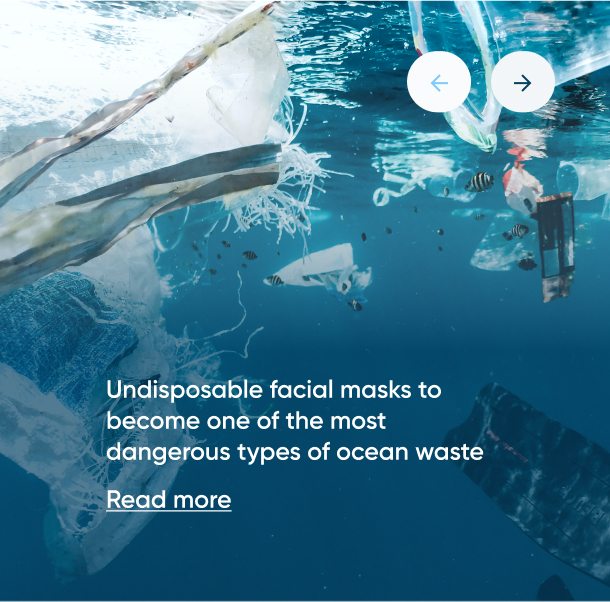 Undisposable facial masks to
become one of the most
dangerous types of ocean waste
Read more